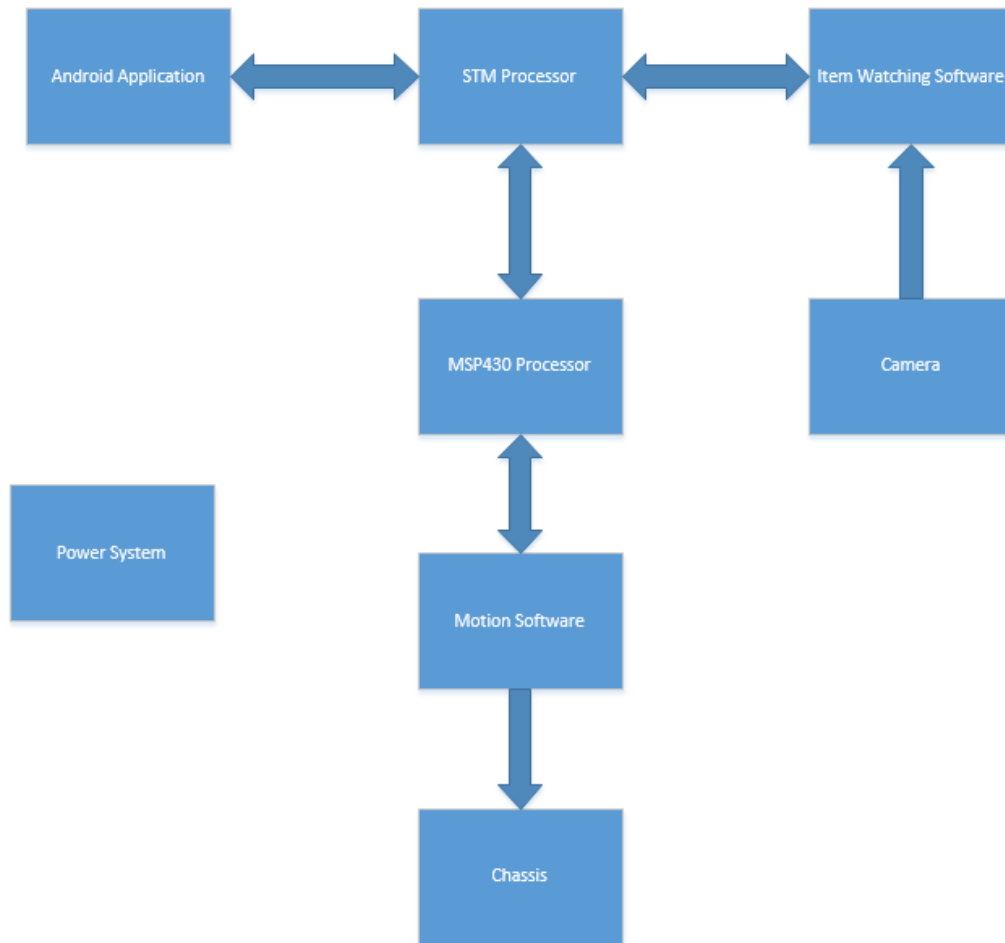 Android Application
STM Processor
Item Watching Software
MSP430 Processor
Camera
Power System
Motion Software
Chassis